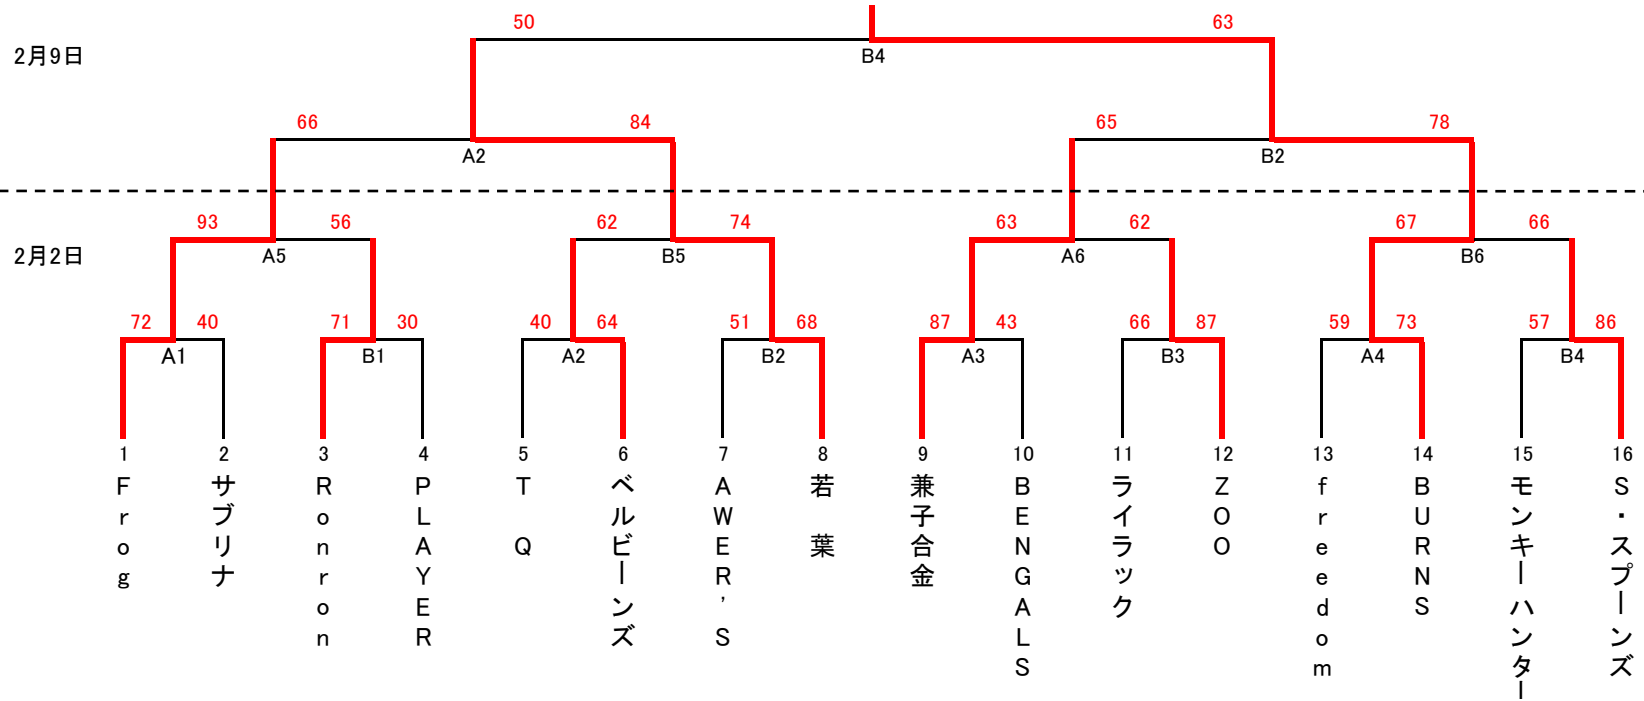 50 63
2月9日 B4
66 84 65 78
A2 B2
93 56 62 74 63 62 67 66
2月2日 A5 B5 A6 B6
72 40 71 30 40 64 51 68 87 43 66 87 59 73 57 86
A1 B1 A2 B2 A3 B3 A4 B4
1 2 3 4 5 6 7 8 9 10 11 12 13 14 15 16
Frog
サブリナ
Ronron
PLAYER
T Q
ベルビーンズ
AWER'S
若 葉
兼子合金
BENGALS
ライラック
ZOO
freedom
BURNS
モンキーハンター
S・スプーンズ